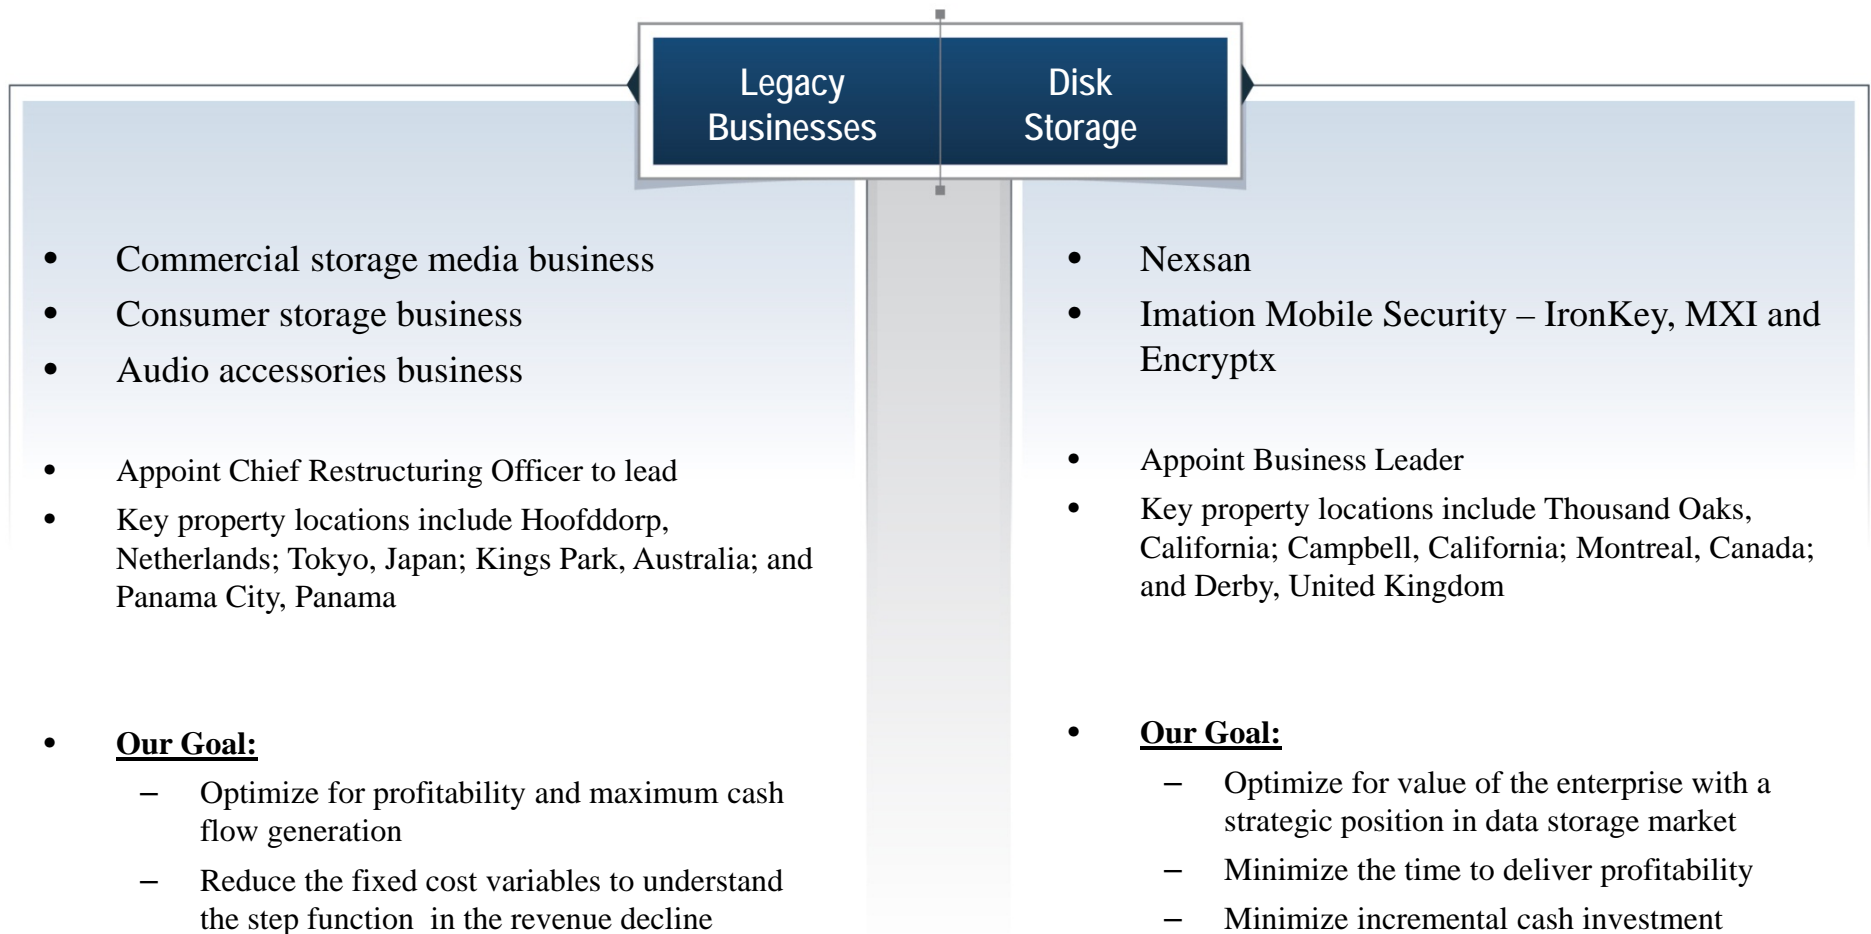 Legacy
Businesses
Disk
Storage
• Commercial storage media business
• Consumer storage business
• Audio accessories business
• Appoint Chief Restructuring Officer to lead
• Key property locations include Hoofddorp,
Netherlands; Tokyo, Japan; Kings Park, Australia; and
Panama City, Panama
• Our Goal:
– Optimize for profitability and maximum cash
flow generation
– Reduce the fixed cost variables to understand
the step function in the revenue decline
• Nexsan
• Imation Mobile Security – IronKey, MXI and
Encryptx
• Appoint Business Leader
• Key property locations include Thousand Oaks,
California; Campbell, California; Montreal, Canada;
and Derby, United Kingdom
• Our Goal:
– Optimize for value of the enterprise with a
strategic position in data storage market
– Minimize the time to deliver profitability
– Minimize incremental cash investment